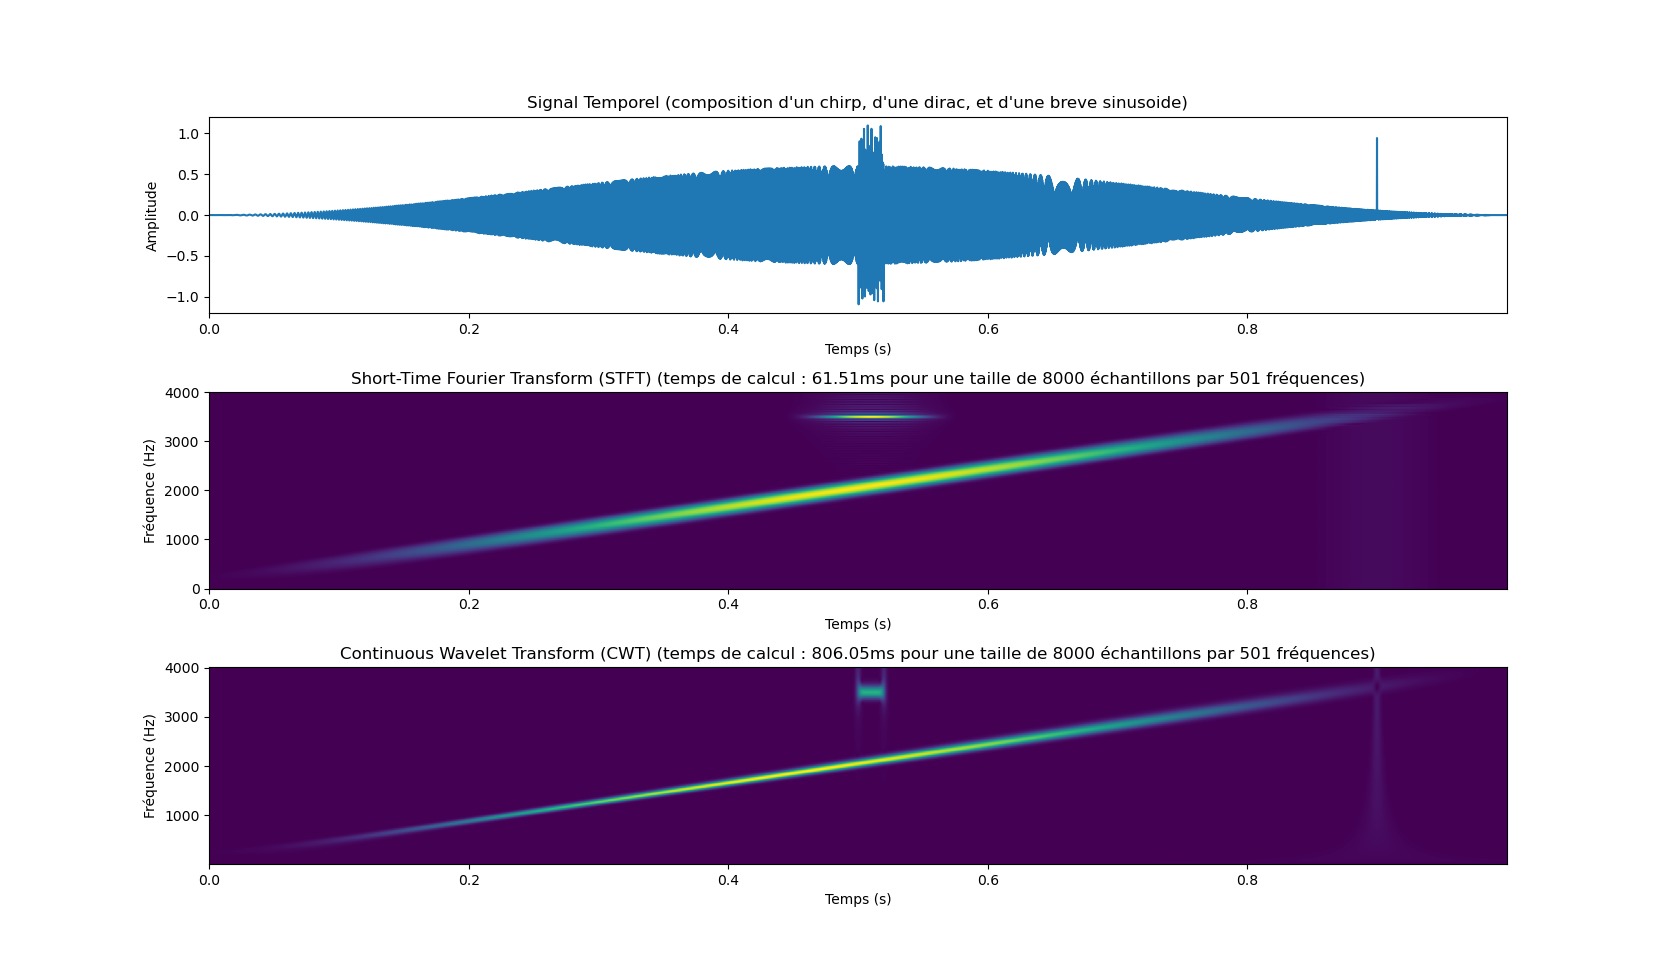 Signal Temporel (composition d'un chirp, d'une dirac, et d'une breve sinusoide)
1.0
0.5
0.0
−0.5
−1.0
Amplitude
0.0 0.2 0.4 0.6 0.8
Temps (s)
Short-Time Fourier Transform (STFT) (temps de calcul : 61.51ms pour une taille de 8000 échantillons par 501 fréquences)
4000
3000
2000
1000
0
Fréquence (Hz)
0.0 0.2 0.4 0.6 0.8
Temps (s)
Continuous Wavelet Transform (CWT) (temps de calcul : 806.05ms pour une taille de 8000 échantillons par 501 fréquences)
4000
3000
2000
1000
Fréquence (Hz)
0.0 0.2 0.4 0.6 0.8
Temps (s)